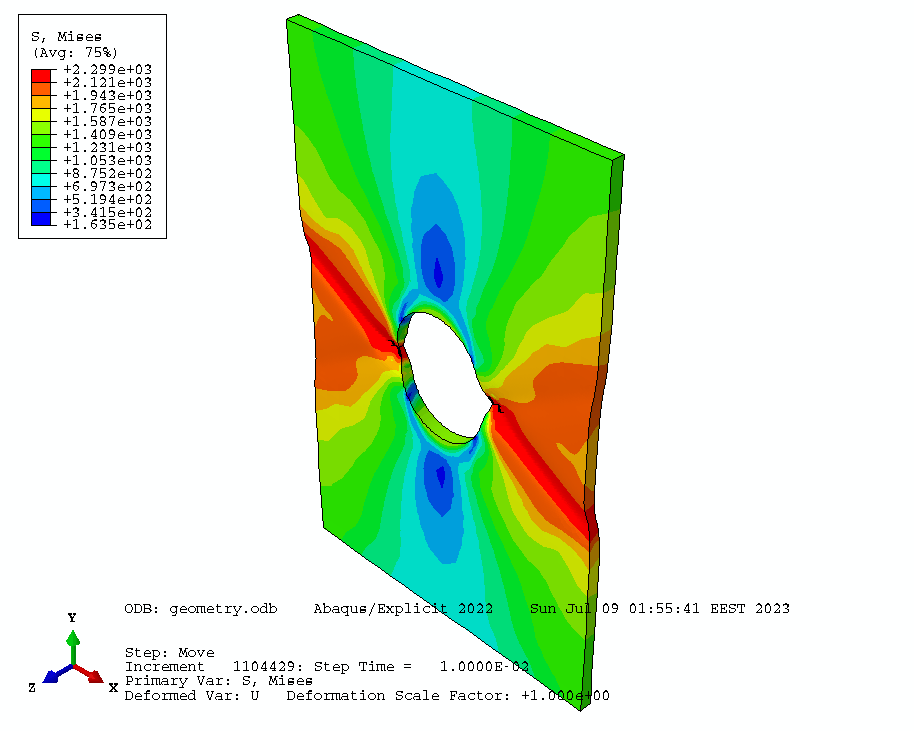 S, Mises
(Avg: 75%)
+2.299e+03
+2.121e+03
+1.943e+03
+1.765e+03
+1.587e+03
+1.409e+03
+1.231e+03
+1.053e+03
+8.752e+02
+6.973e+02
+5.194e+02
+3.415e+02
+1.635e+02
ODB: geometry.odb    Abaqus/Explicit 2022    Sun Jul 09 01:55:41 EEST 2023
Y
Z
X
Step: Move
Increment   1104429: Step Time =   1.0000E-02
Primary Var: S, Mises
Deformed Var: U   Deformation Scale Factor: +1.000e+00